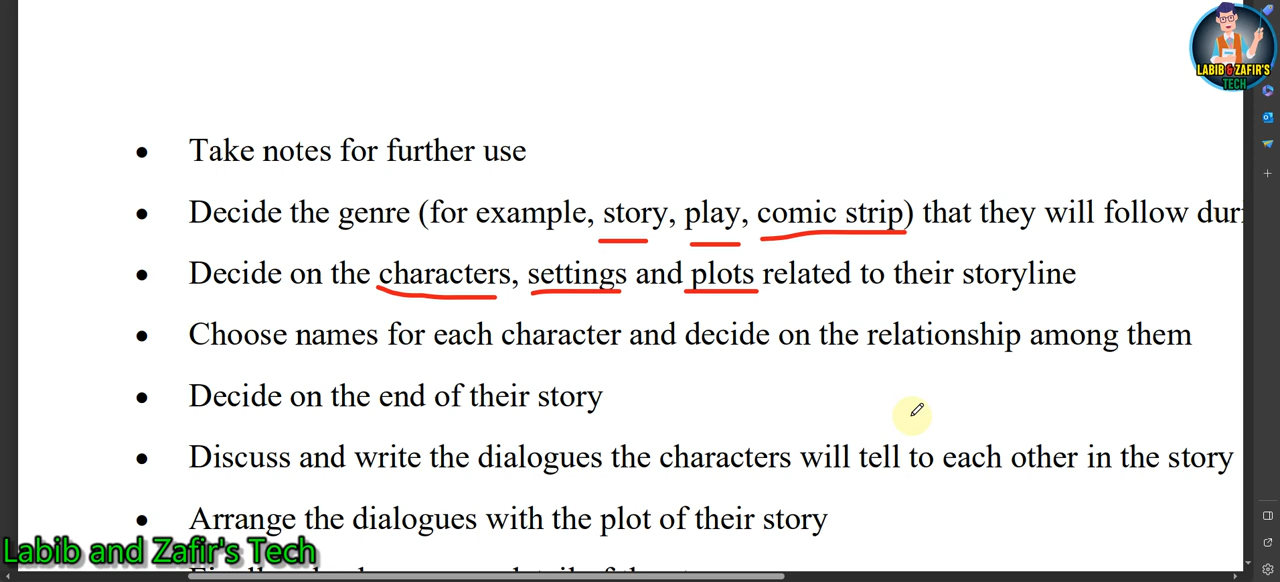 LABIB & ZAFIR'S
TECH
• Take notes for further use
• Decide the genre (for example, story, play, comic strip) that they will follow
• Decide on the characters, settings and plots related to their storyline
• Choose names for each character and decide on the relationship among them
• Decide on the end of their story
• Discuss and write the dialogues the characters will tell to each other in the story
• Arrange the dialogues with the plot of their story
Labib and Zafir's Tech